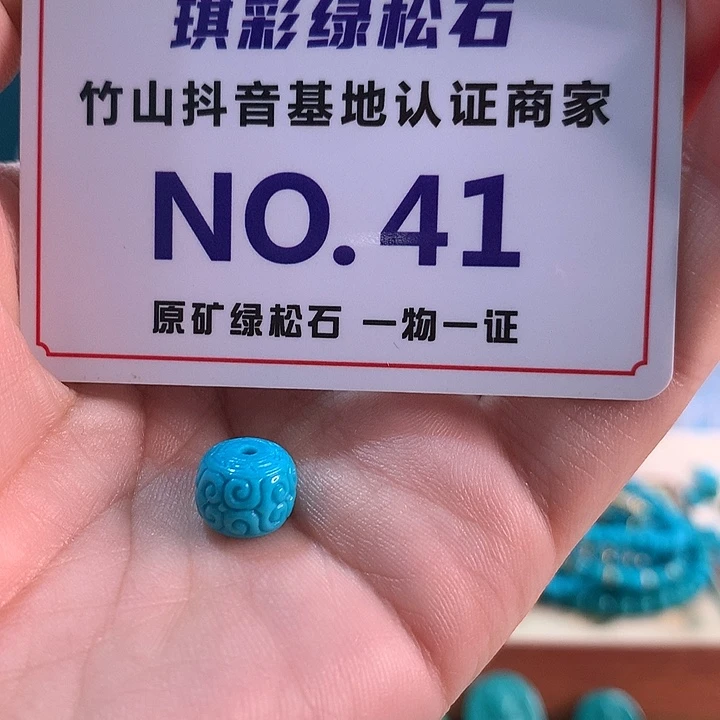 琪彩绿松石
竹山抖音基地认证商家
NO.41
原矿绿松石 一物一证